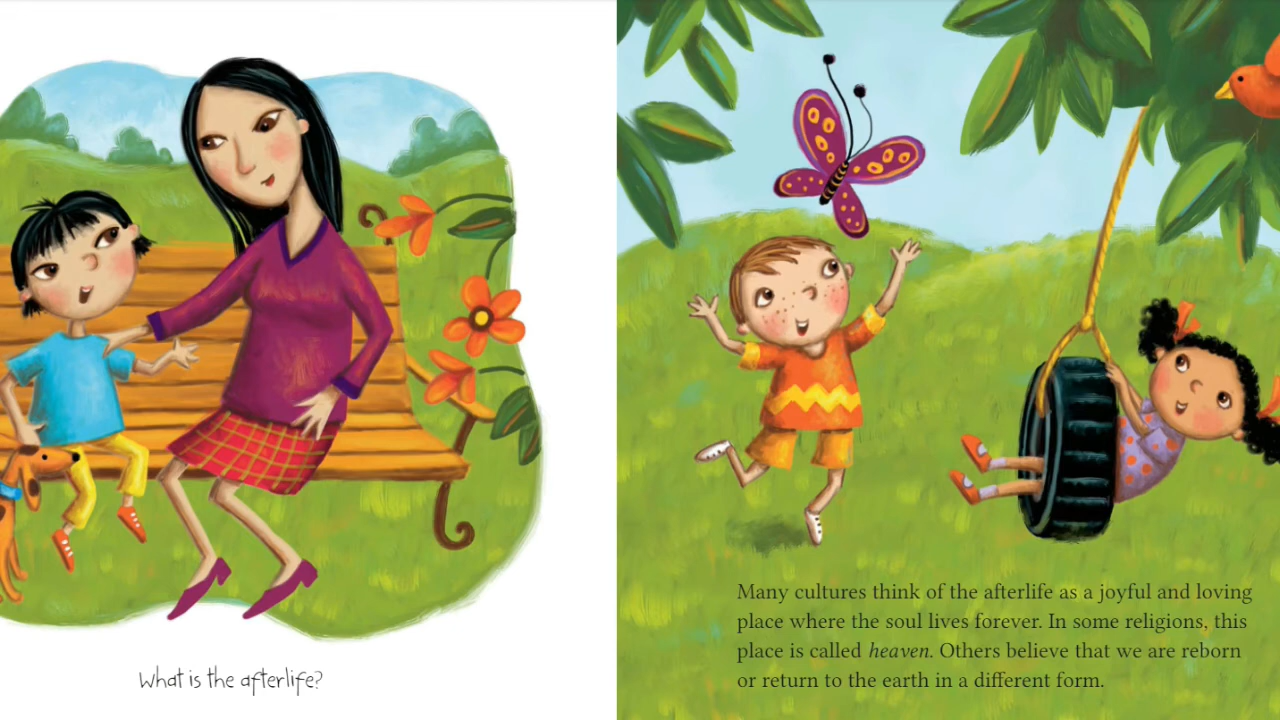 What is the afterlife?
Many cultures think of the afterlife as a joyful and loving
place where the soul lives forever. In some religions, this
place is called heaven. Others believe that we are reborn
or return to the earth in a different form.